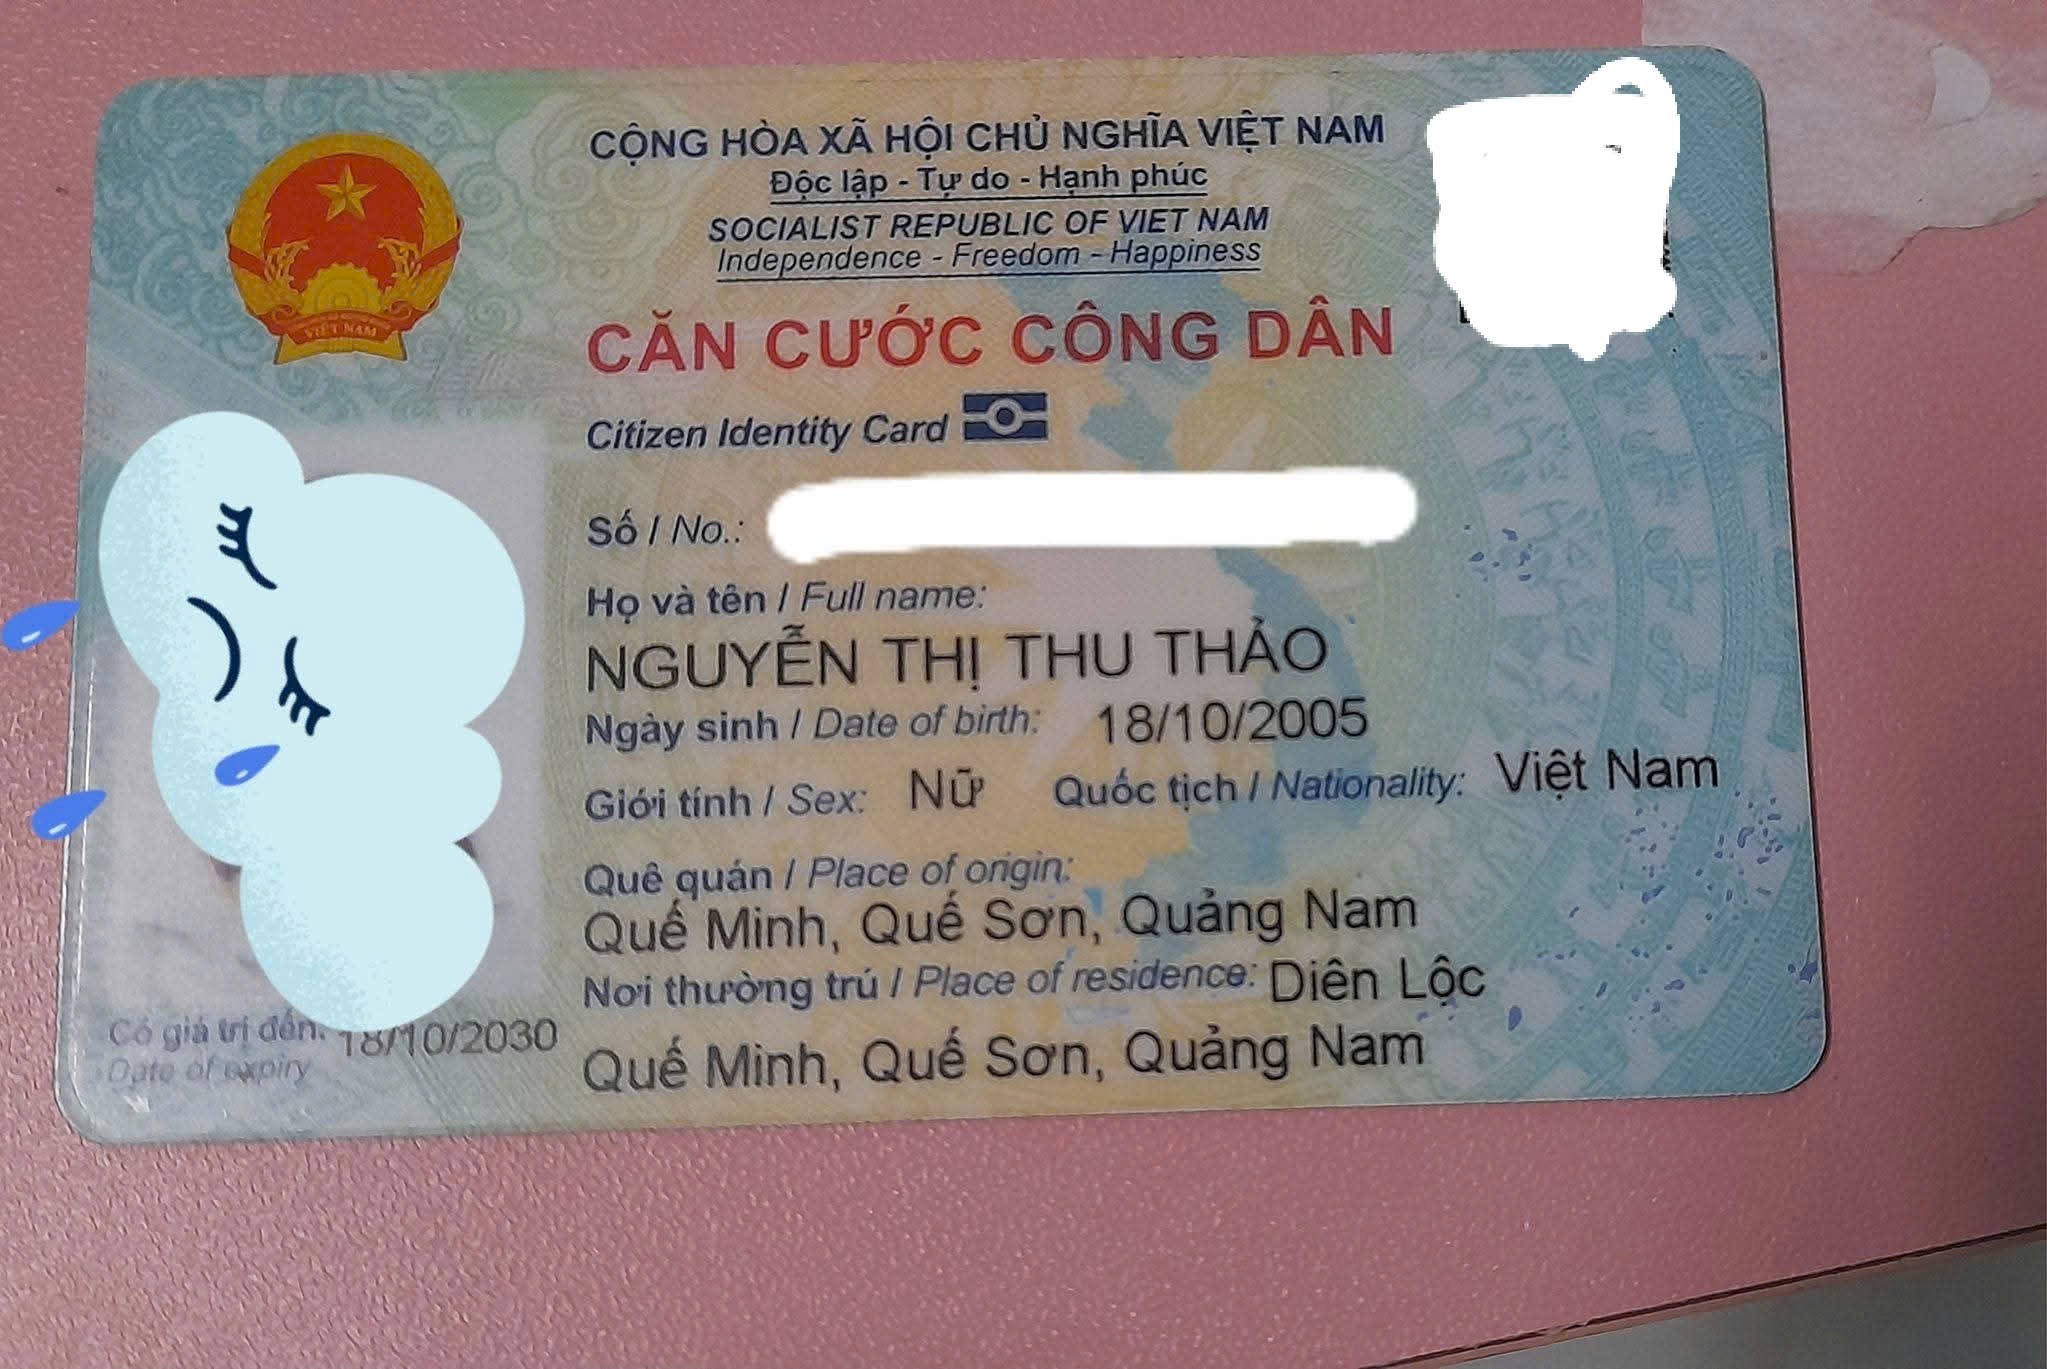 CỘNG HÒA XÃ HỘI CHỦ NGHĨA VIỆT NAM
Độc lập - Tự do - Hạnh phúc
SOCIALIST REPUBLIC OF VIET NAM
Independence - Freedom - Happiness
VIỆT NAM
CĂN CƯỚC CÔNG DÂN
Citizen Identity Card
Số / No.:
Họ và tên / Full name:
NGUYỄN THỊ THU THẢO
Ngày sinh / Date of birth: 18/10/2005
Giới tính / Sex: Nữ Quốc tịch / Nationality: Việt Nam
Quê quán / Place of origin:
Quế Minh, Quế Sơn, Quảng Nam
Nơi thường trú / Place of residence: Diên Lộc
Quế Minh, Quế Sơn, Quảng Nam
Có giá trị đến: 18/10/2030
Date of expiry